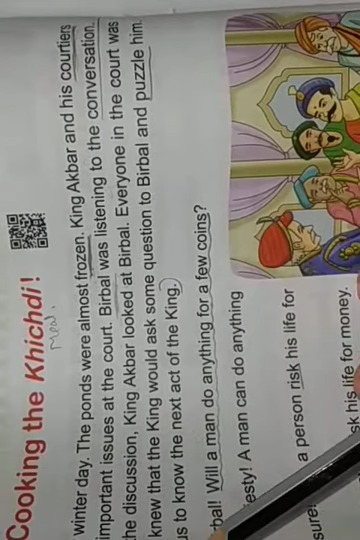 Cooking the Khichdi!
Meal.
winter day. The ponds were almost frozen. King Akbar and his courtiers
important issues at the court. Birbal was listening to the conversation.
the discussion, King Akbar looked at Birbal. Everyone in the court was
knew that the King would ask some question to Birbal and puzzle him.
us to know the next act of the King.
bal! Will a man do anything for a few coins?
esty! A man can do anything
a person risk his life for
sure
sk his life for money.